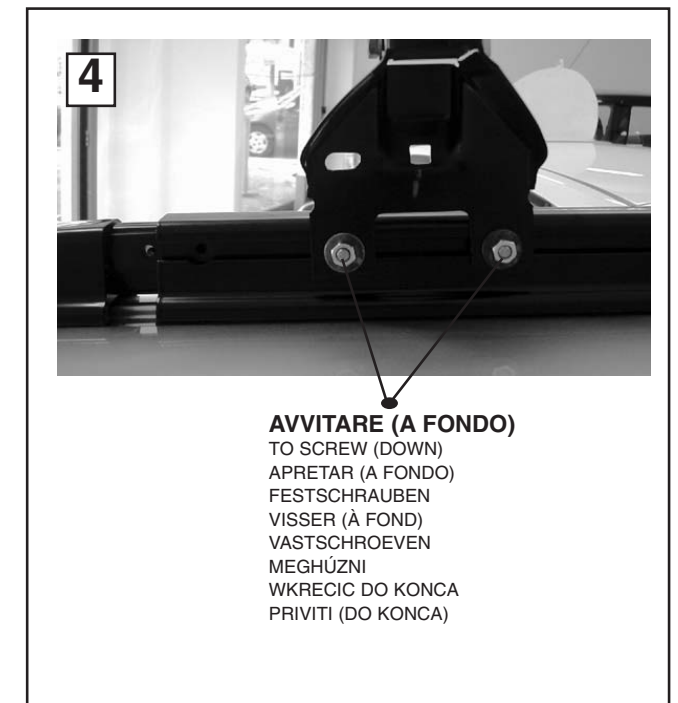 4
AVVITARE (A FONDO)
TO SCREW (DOWN)
APRETAR (A FONDO)
FESTSCHRAUBEN
VISSER (À FOND)
VASTSCHROEVEN
MEGHÚZNI
WKRECIC DO KONCA
PRIVITI (DO KONCA)